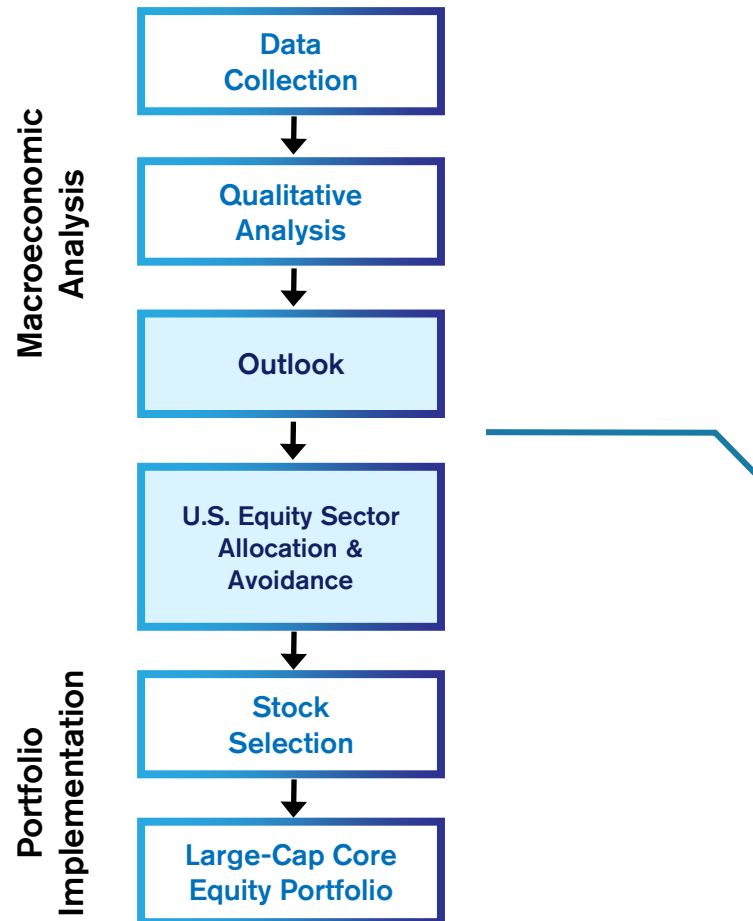 Macroeconomic
Analysis
Data
Collection
Qualitative
Analysis
Outlook
U.S. Equity Sector
Allocation &
Avoidance
Portfolio
Implementation
Stock
Selection
Large-Cap Core
Equity Portfolio